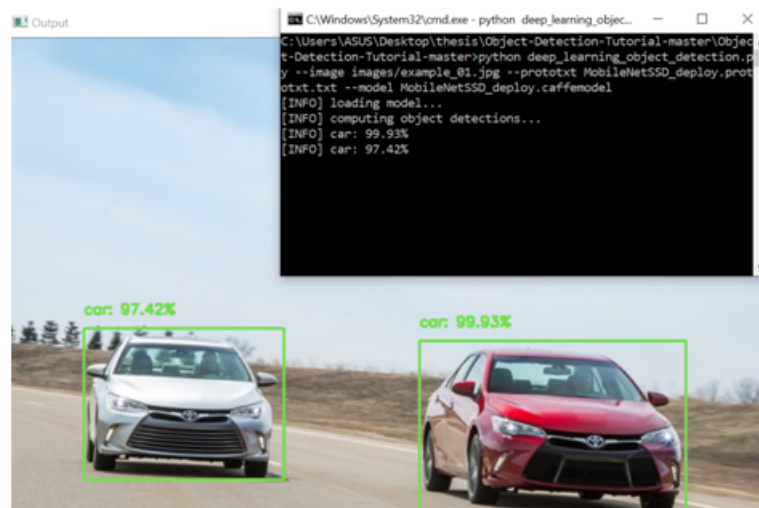 Output
C:\Windows\System32\cmd.exe - python  deep_learning_objec...
C:\Users\ASUS\Desktop\thesis\Object-Detection-Tutorial-master\Objec
t-Detection-Tutorial-master>python deep_learning_object_detection.p
y --image images/example_01.jpg --prototxt MobileNetSSD_deploy.prot
otxt.txt --model MobileNetSSD_deploy.caffemodel
[INFO] loading model...
[INFO] computing object detections...
[INFO] car: 99.93%
[INFO] car: 97.42%
car: 97.42%
car: 99.93%